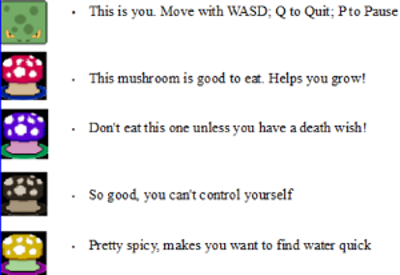 This is you. Move with WASD; Q to Quit; P to Pause
This mushroom is good to eat. Helps you grow!
Don't eat this one unless you have a death wish!
So good, you can't control yourself
Pretty spicy, makes you want to find water quick